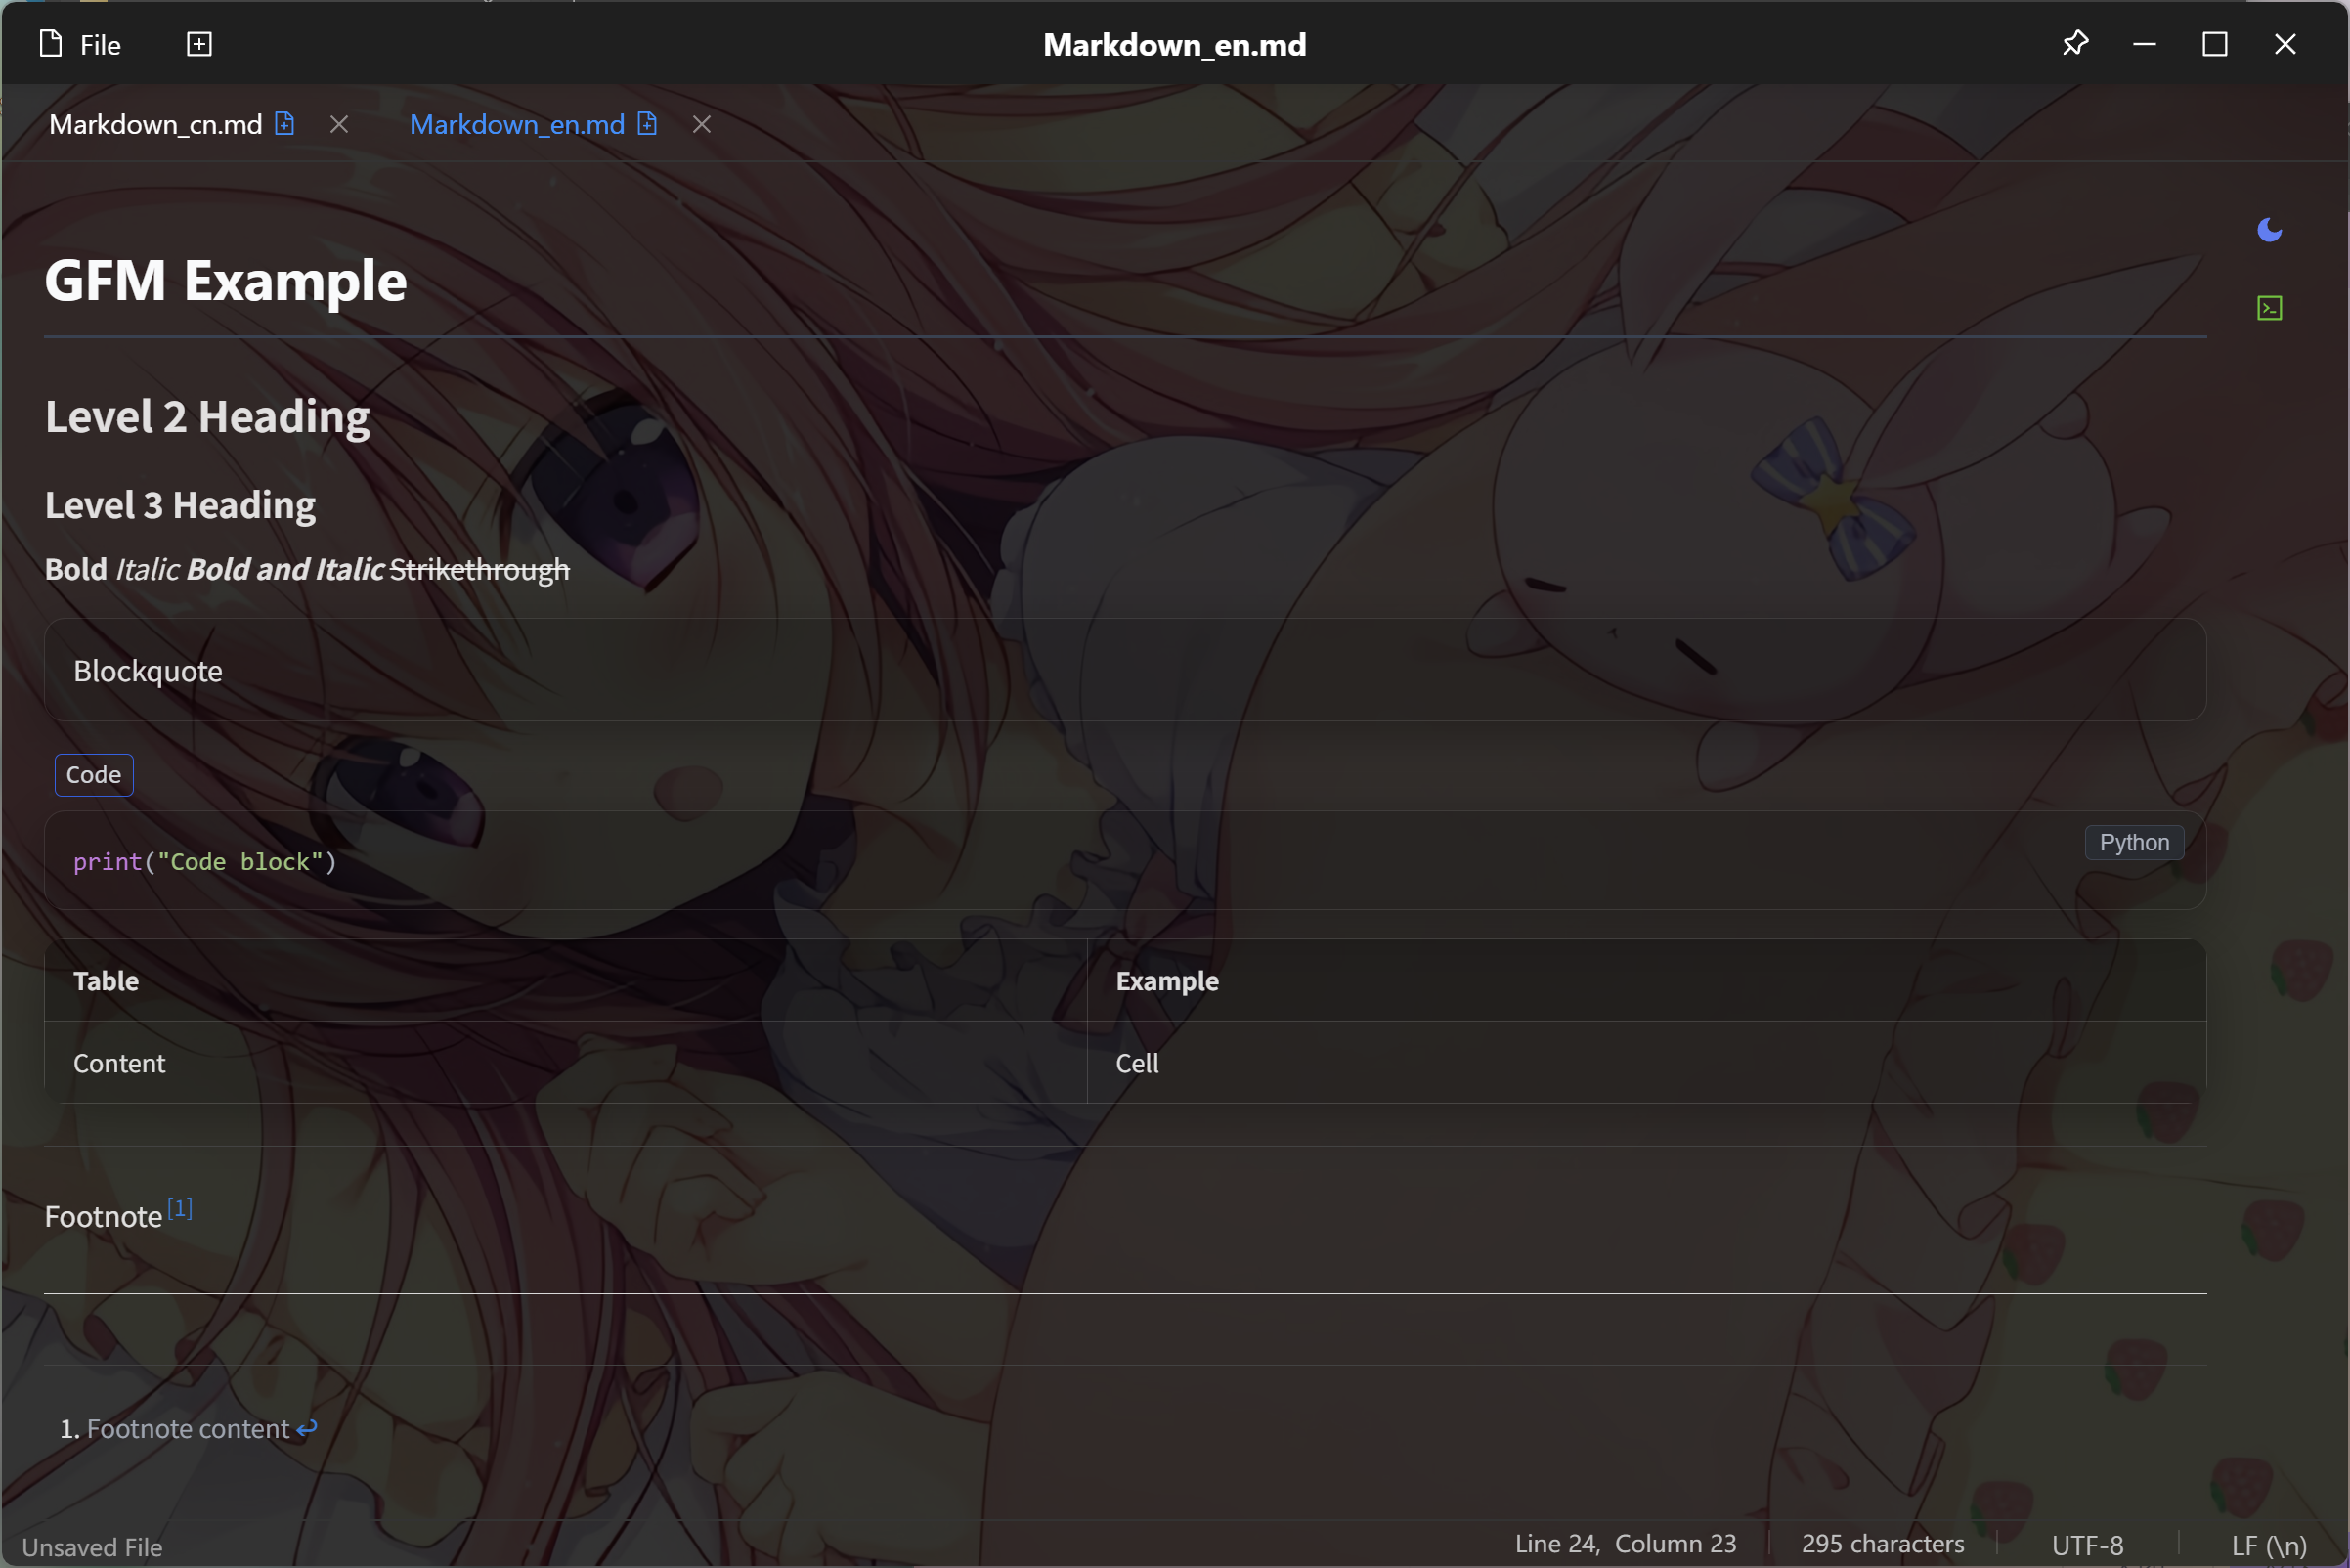 File
Markdown_en.md
Markdown_cn.md
Markdown_en.md
GFM Example
Level 2 Heading
Level 3 Heading
Bold Italic Bold and Italic Strikethrough
Blockquote
Code
Python
print("Code block")
Table Example
Content Cell
Footnote[1]
1. Footnote content
Unsaved File
Line 24, Column 23
295 characters
UTF-8
LF (\n)